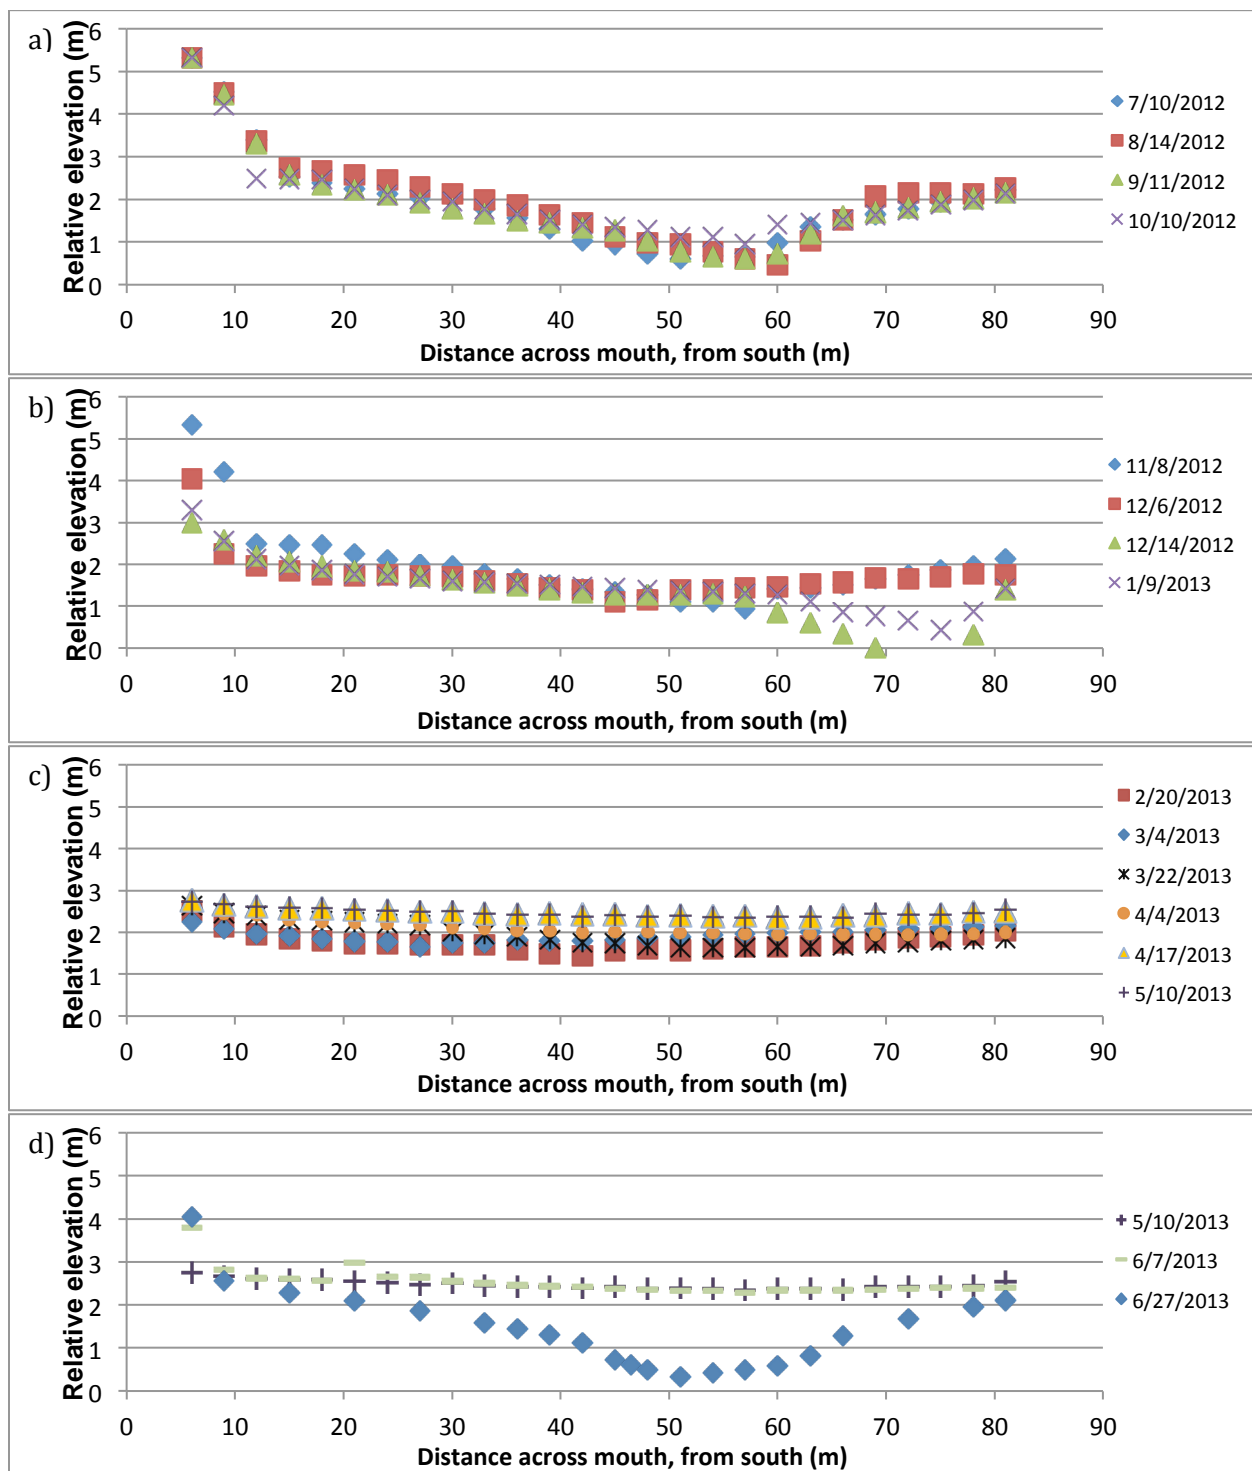 a)
Relative elevation (m)
6
5
4
3
2
1
0
0 10 20 30 40 50 60 70 80 90
Distance across mouth, from south (m)
7/10/2012
8/14/2012
9/11/2012
10/10/2012
b)
Relative elevation (m)
6
5
4
3
2
1
0
0 10 20 30 40 50 60 70 80 90
Distance across mouth, from south (m)
11/8/2012
12/6/2012
12/14/2012
1/9/2013
c)
Relative elevation (m)
6
5
4
3
2
1
0
0 10 20 30 40 50 60 70 80 90
Distance across mouth, from south (m)
2/20/2013
3/4/2013
3/22/2013
4/4/2013
4/17/2013
5/10/2013
d)
Relative elevation (m)
6
5
4
3
2
1
0
0 10 20 30 40 50 60 70 80 90
Distance across mouth, from south (m)
5/10/2013
6/7/2013
6/27/2013